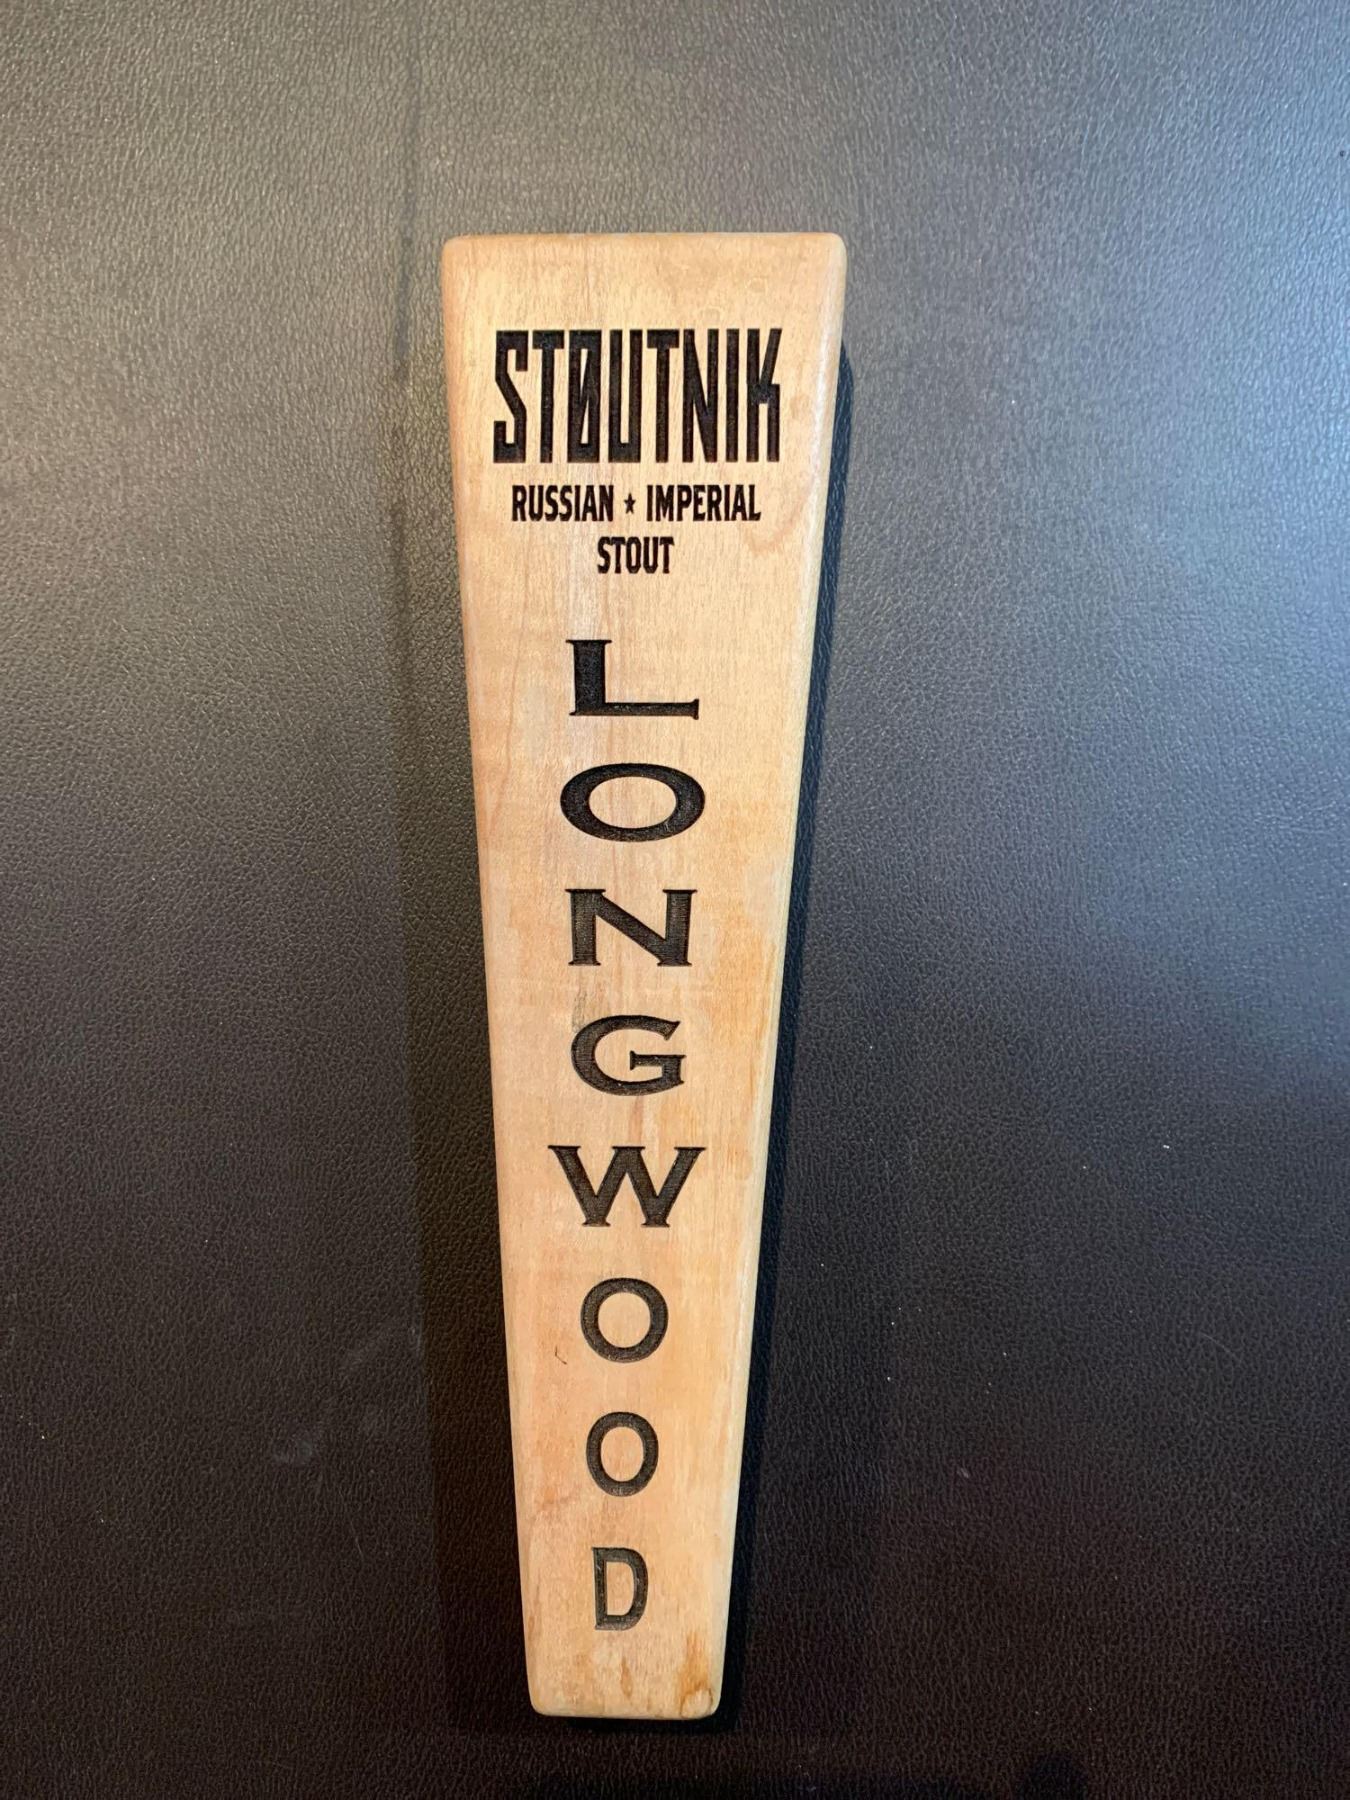 STØUTNIK
RUSSIAN ★ IMPERIAL
STOUT
LONGWOOD